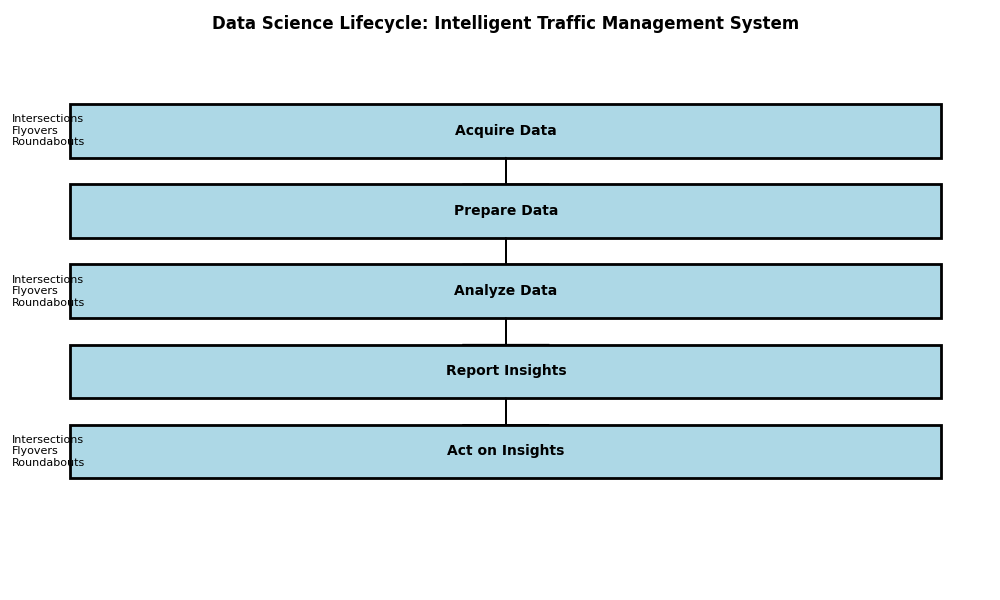 Data Science Lifecycle: Intelligent Traffic Management System
Intersections
Flyovers
Roundabouts
Acquire Data
Prepare Data
Intersections
Flyovers
Roundabouts
Analyze Data
Report Insights
Intersections
Flyovers
Roundabouts
Act on Insights